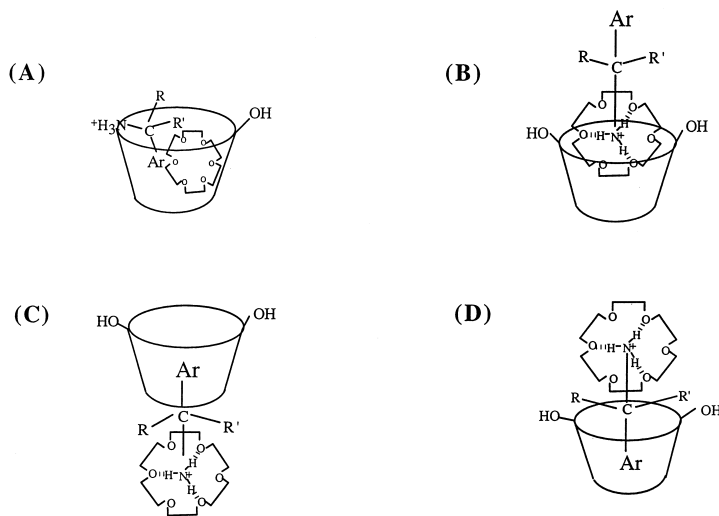 (A)
R
+H3N C R' OH
o o
Ar o
o
o o
(B)
Ar
R C R'
O O
H
HO O H N+ O OH
H
O O
(C)
HO OH
Ar
R C R'
O O
H
O H N+ O
H
O O
(D)
O O
H
O H N+ O
H
O O
R R'
HO C OH
Ar